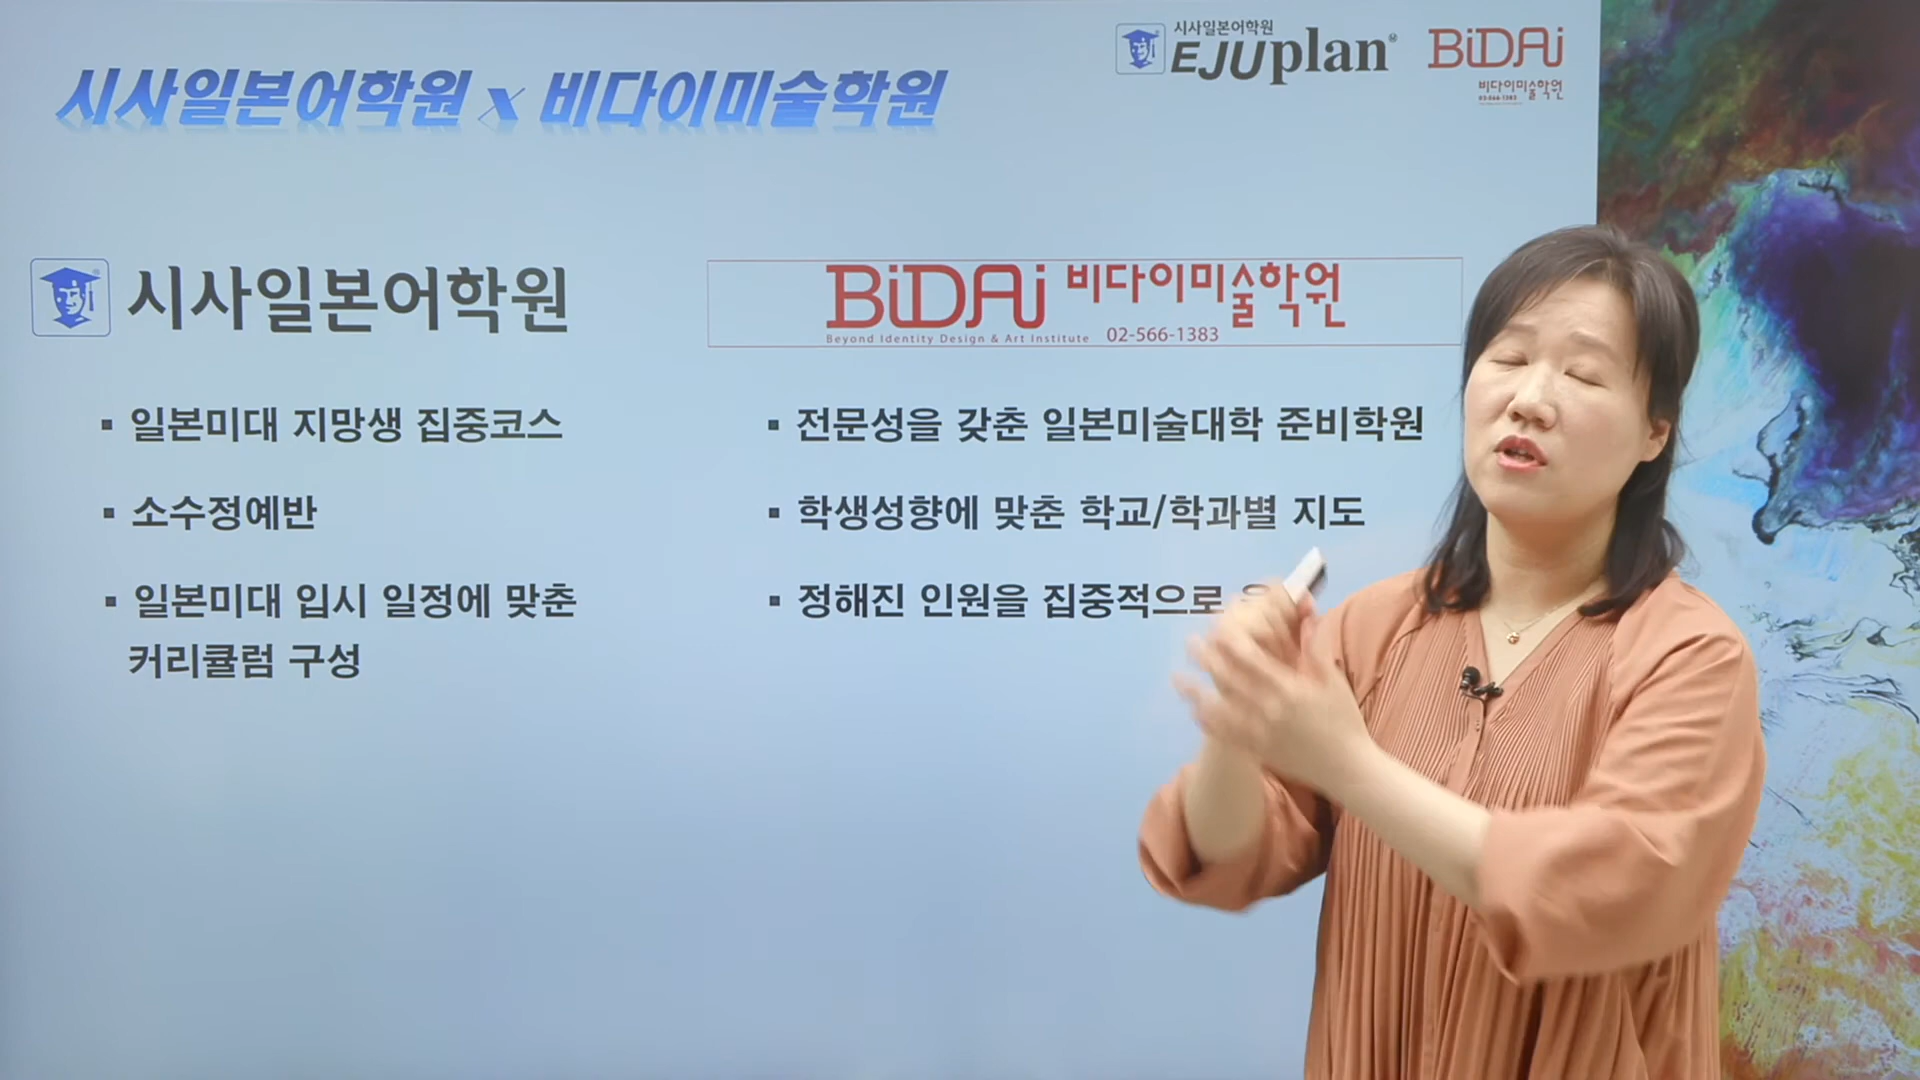 시사일본어학원
EJUplan
BiDAi
비다이미술학원
02-566-1383
시사일본어학원 x 비다이미술학원
시사일본어학원
BiDAi 비다이미술학원
Beyond Identity Design & Art Institute 02-566-1383
▪ 일본미대 지망생 집중코스
▪ 소수정예반
▪ 일본미대 입시 일정에 맞춘
커리큘럼 구성
▪ 전문성을 갖춘 일본미술대학 준비학원
▪ 학생성향에 맞춘 학교/학과별 지도
▪ 정해진 인원을 집중적으로